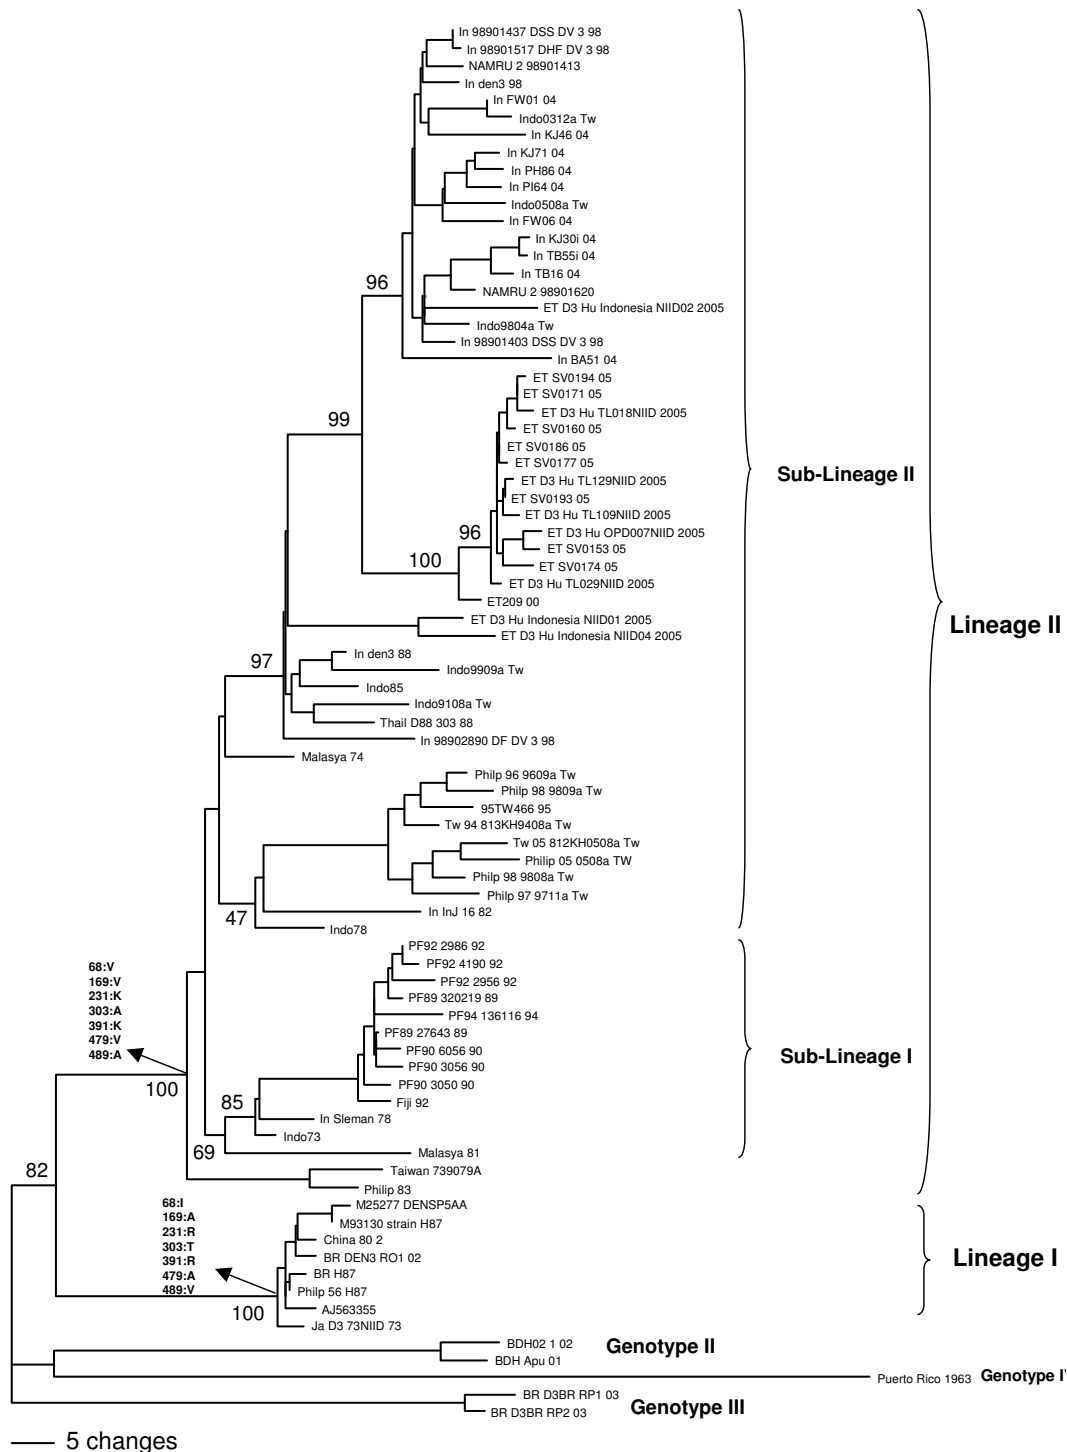 In 98901437 DSS DV 3 98
In 98901517 DHF DV 3 98
NAMRU 2 98901413
In den3 98
In FW01 04
Indo0312a Tw
In KJ46 04
In KJ71 04
In PH86 04
In PI64 04
Indo0508a Tw
In FW06 04
In KJ30i 04
In TB55i 04
In TB16 04
NAMRU 2 98901620
96
ET D3 Hu Indonesia NIID02 2005
Indo9804a Tw
In 98901403 DSS DV 3 98
In BA51 04
ET SV0194 05
ET SV0171 05
ET D3 Hu TL018NIID 2005
99
ET SV0160 05
ET SV0186 05
ET SV0177 05
Sub-Lineage II
ET D3 Hu TL129NIID 2005
ET SV0193 05
ET D3 Hu TL109NIID 2005
96
ET D3 Hu OPD007NIID 2005
ET SV0153 05
100
ET SV0174 05
ET D3 Hu TL029NIID 2005
ET209 00
ET D3 Hu Indonesia NIID01 2005
Lineage II
ET D3 Hu Indonesia NIID04 2005
In den3 88
97
Indo9909a Tw
Indo85
Indo9108a Tw
Thail D88 303 88
In 98902890 DF DV 3 98
Malasya 74
Philp 96 9609a Tw
Philp 98 9809a Tw
95TW466 95
Tw 94 813KH9408a Tw
Tw 05 812KH0508a Tw
Philip 05 0508a TW
Philp 98 9808a Tw
Philp 97 9711a Tw
In InJ 16 82
47
Indo78
PF92 2986 92
PF92 4190 92
PF92 2956 92
PF89 320219 89
PF94 136116 94
PF89 27643 89
PF90 6056 90
Sub-Lineage I
PF90 3056 90
PF90 3050 90
68:V
169:V
231:K
303:A
391:K
479:V
489:A
100
85
Fiji 92
In Sleman 78
Indo73
69
Malasya 81
82
Taiwan 739079A
Philip 83
68:I
169:A
231:R
303:T
391:R
479:A
489:V
100
M25277 DENSP5AA
M93130 strain H87
China 80 2
BR DEN3 RO1 02
Lineage I
BR H87
Philp 56 H87
AJ563355
Ja D3 73NIID 73
BDH02 1 02
Genotype II
BDH Apu 01
Puerto Rico 1963
Genotype IV
BR D3BR RP1 03
BR D3BR RP2 03
Genotype III
5 changes